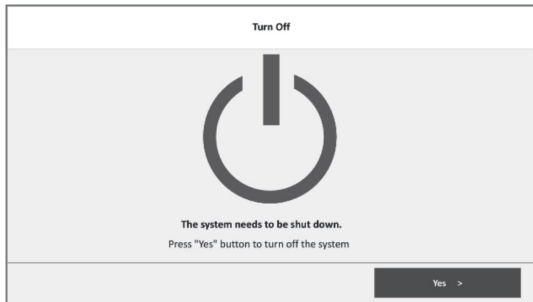 Turn Off
The system needs to be shut down.
Press "Yes" button to turn off the system
Yes >